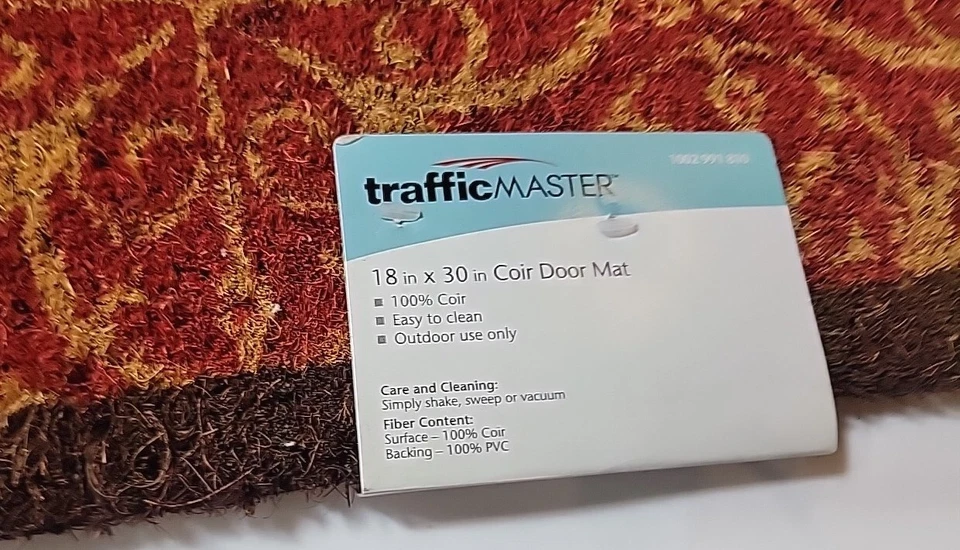 trafficMASTER™
18 in x 30 in Coir Door Mat
■ 100% Coir
■ Easy to clean
■ Outdoor use only
Care and Cleaning:
Simply shake, sweep or vacuum
Fiber Content:
Surface – 100% Coir
Backing – 100% PVC